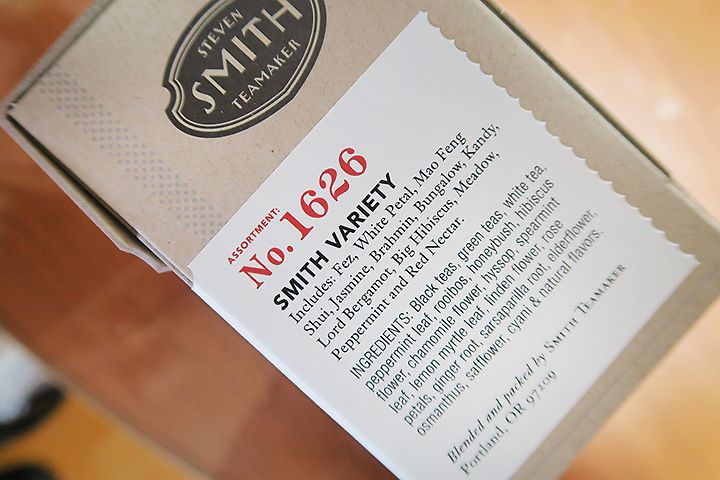 STEVEN
SMITH
TEAMAKER
ASSORTMENT:
No. 1626
SMITH VARIETY
Includes: Fez, White Petal, Mao Feng
Shui, Jasmine, Brahmin, Bungalow, Kandy,
Lord Bergamot, Big Hibiscus, Meadow,
Peppermint and Red Nectar.
INGREDIENTS: Black teas, green teas, white tea,
peppermint leaf, rooibos, honeybush, hibiscus
flower, chamomile flower, hyssop, spearmint
leaf, lemon myrtle leaf, linden flower, rose
petals, ginger root, sarsaparilla root, elderflower,
osmanthus, safflower, cyani & natural flavors.
Blended and packed by SMITH TEAMAKER
Portland, OR 97209